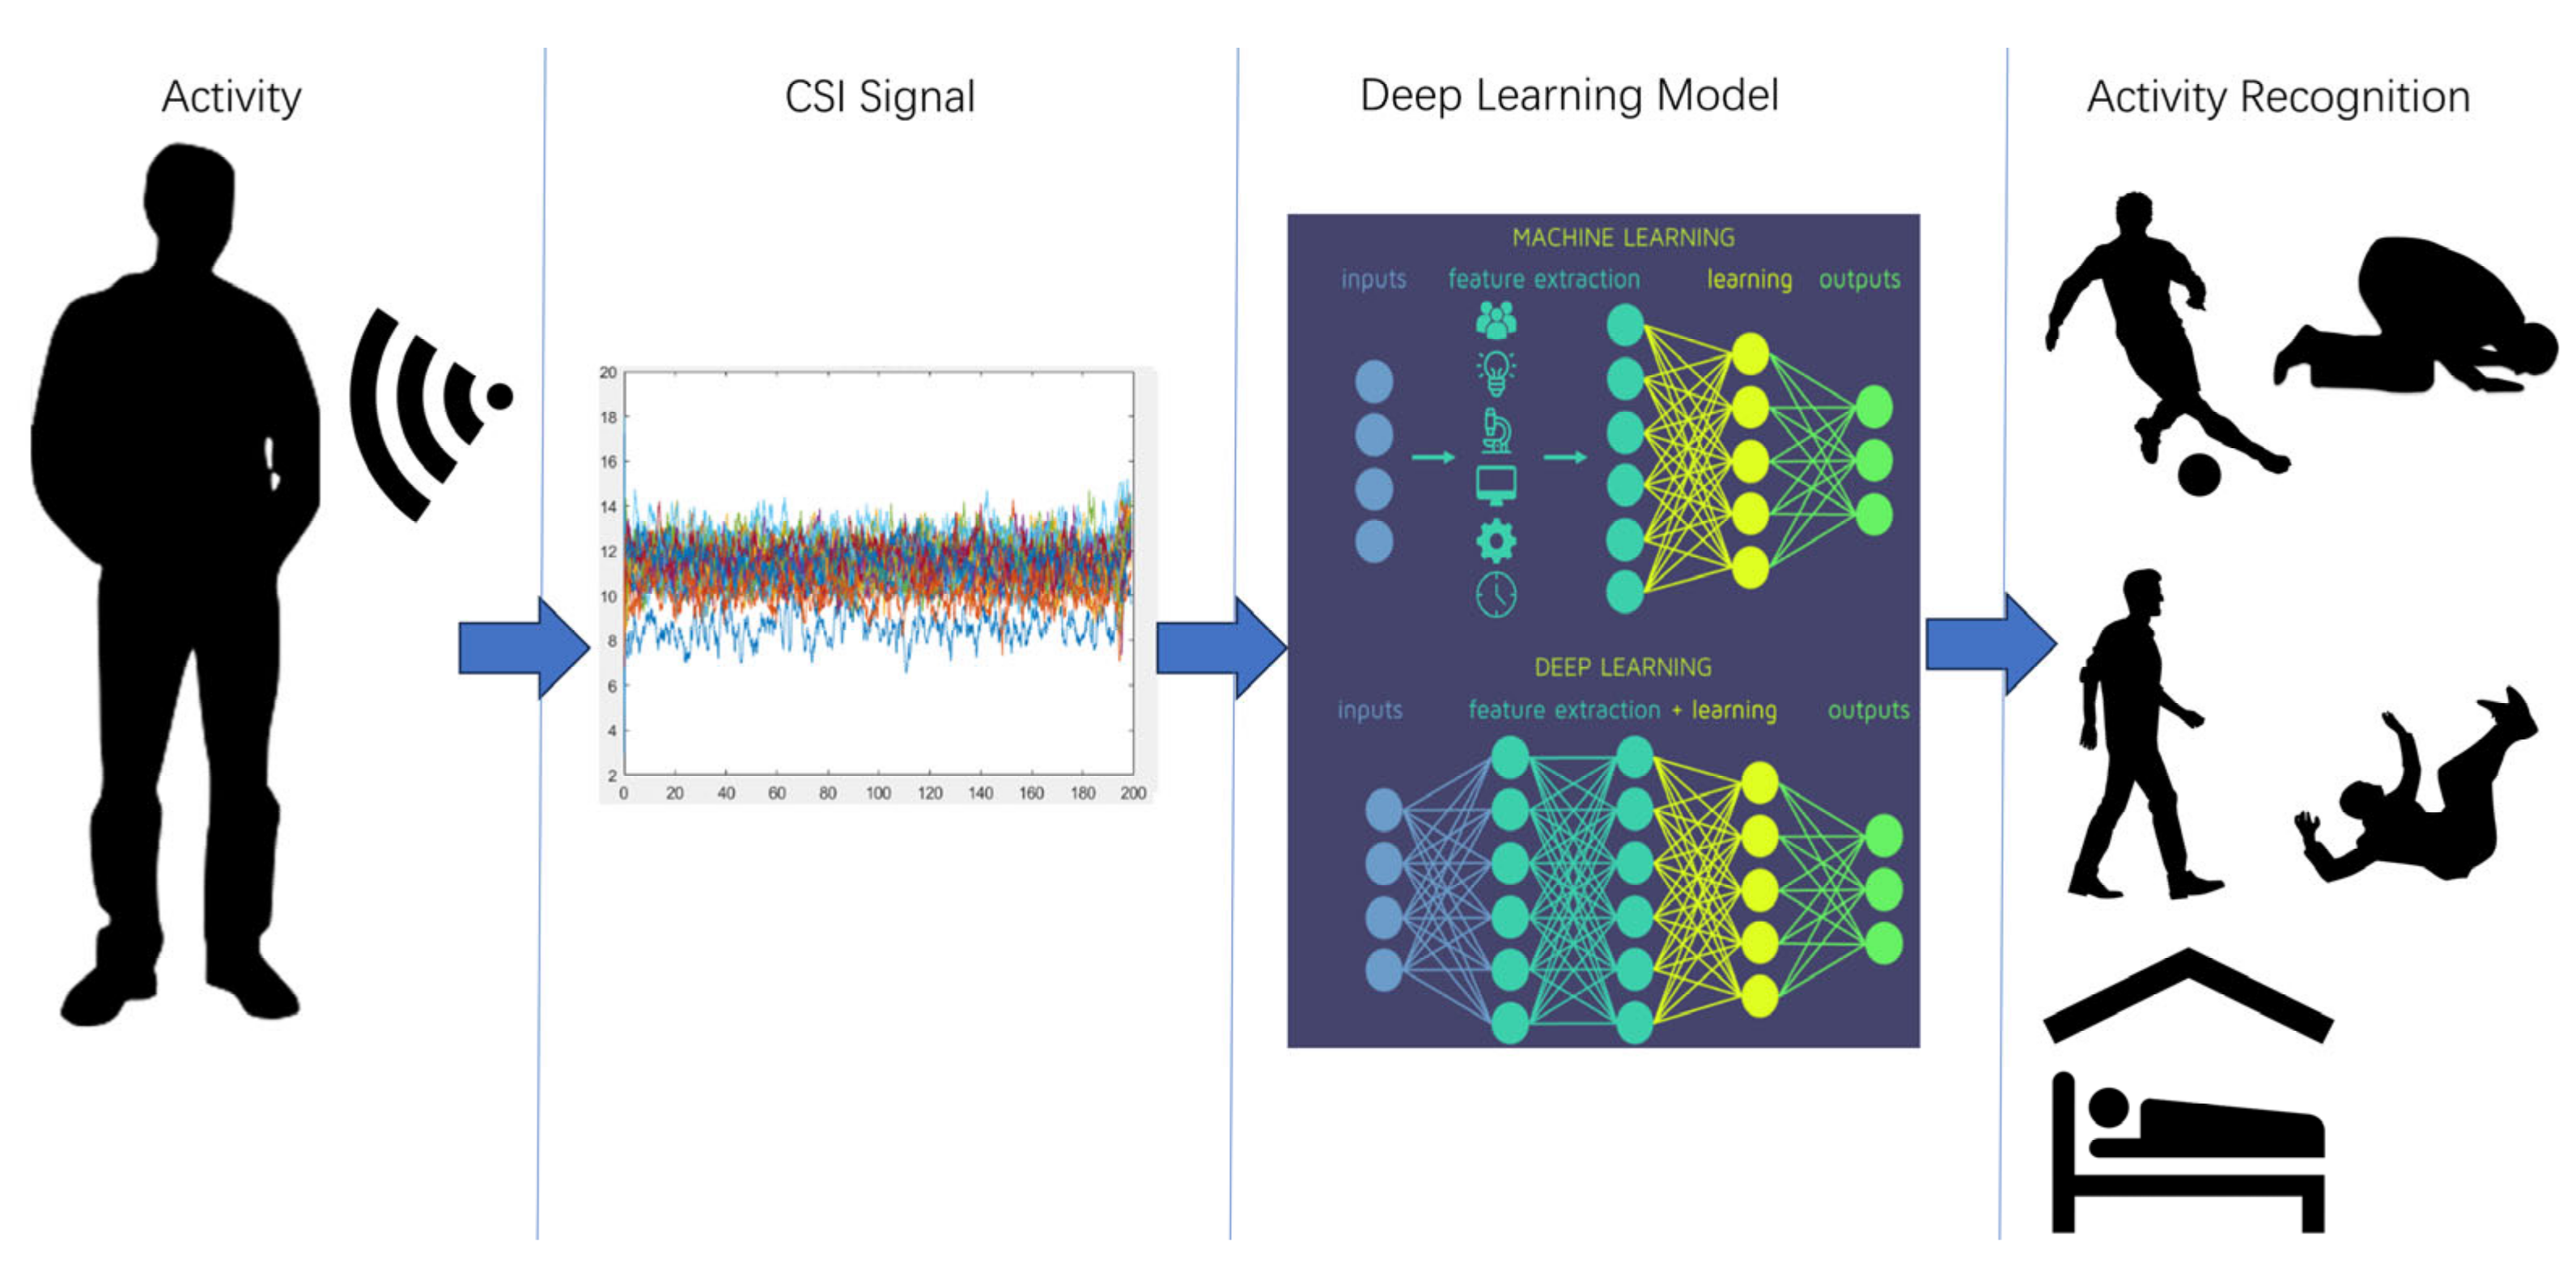 Activity
CSI Signal
Deep Learning Model
Activity Recognition
20
18
16
14
12
10
8
6
4
2
0 20 40 60 80 100 120 140 160 180 200
MACHINE LEARNING
inputs feature extraction learning outputs
DEEP LEARNING
inputs feature extraction + learning outputs